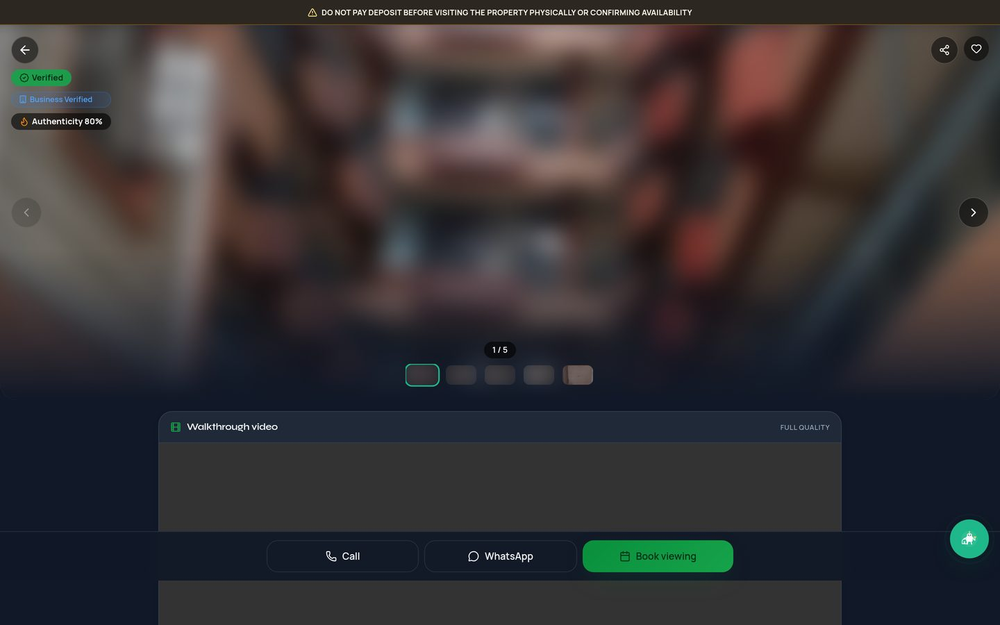 DO NOT PAY DEPOSIT BEFORE VISITING THE PROPERTY PHYSICALLY OR CONFIRMING AVAILABILITY
Verified
Business Verified
Authenticity 80%
1 / 5
Walkthrough video
FULL QUALITY
Call
WhatsApp
Book viewing